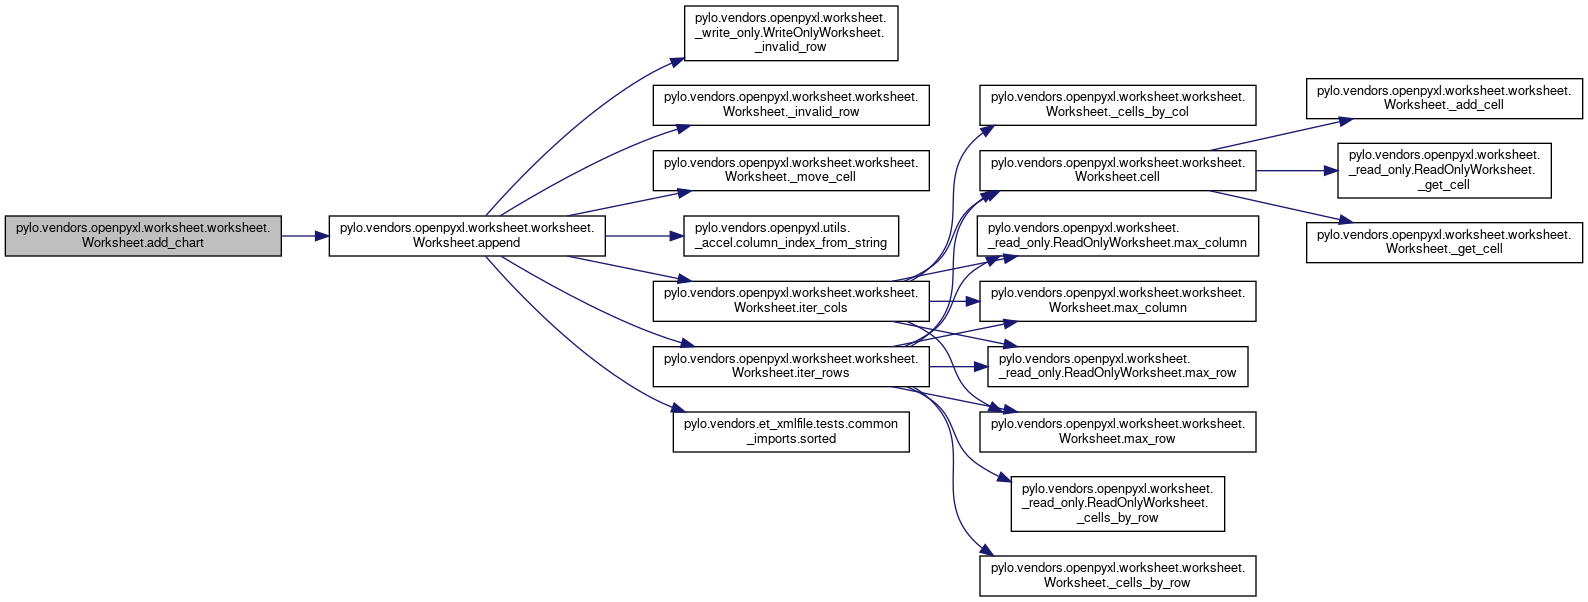 pylo.vendors.openpyxl.worksheet.worksheet.
Worksheet.add_chart
pylo.vendors.openpyxl.worksheet.worksheet.
Worksheet.append
pylo.vendors.openpyxl.worksheet.
_write_only.WriteOnlyWorksheet.
_invalid_row
pylo.vendors.openpyxl.worksheet.worksheet.
Worksheet._invalid_row
pylo.vendors.openpyxl.worksheet.worksheet.
Worksheet._move_cell
pylo.vendors.openpyxl.utils.
_accel.column_index_from_string
pylo.vendors.openpyxl.worksheet.worksheet.
Worksheet.iter_cols
pylo.vendors.openpyxl.worksheet.worksheet.
Worksheet.iter_rows
pylo.vendors.et_xmlfile.tests.common
_imports.sorted
pylo.vendors.openpyxl.worksheet.worksheet.
Worksheet._cells_by_col
pylo.vendors.openpyxl.worksheet.worksheet.
Worksheet.cell
pylo.vendors.openpyxl.worksheet.
_read_only.ReadOnlyWorksheet.max_column
pylo.vendors.openpyxl.worksheet.worksheet.
Worksheet.max_column
pylo.vendors.openpyxl.worksheet.
_read_only.ReadOnlyWorksheet.max_row
pylo.vendors.openpyxl.worksheet.worksheet.
Worksheet.max_row
pylo.vendors.openpyxl.worksheet.
_read_only.ReadOnlyWorksheet.
_cells_by_row
pylo.vendors.openpyxl.worksheet.worksheet.
Worksheet._cells_by_row
pylo.vendors.openpyxl.worksheet.worksheet.
Worksheet._add_cell
pylo.vendors.openpyxl.worksheet.
_read_only.ReadOnlyWorksheet.
_get_cell
pylo.vendors.openpyxl.worksheet.worksheet.
Worksheet._get_cell